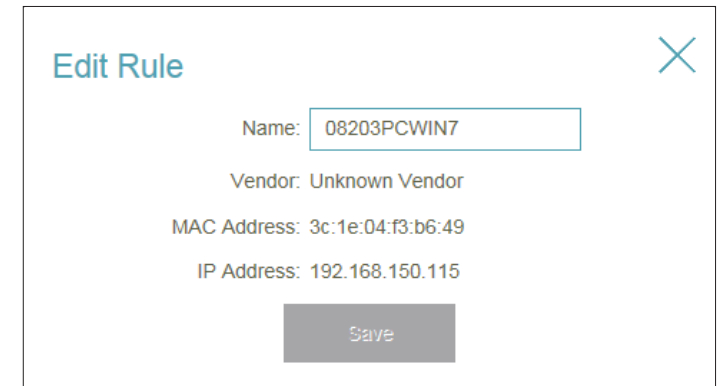 Edit Rule
Name: 08203PCWIN7
Vendor: Unknown Vendor
MAC Address: 3c:1e:04:f3:b6:49
IP Address: 192.168.150.115
Save